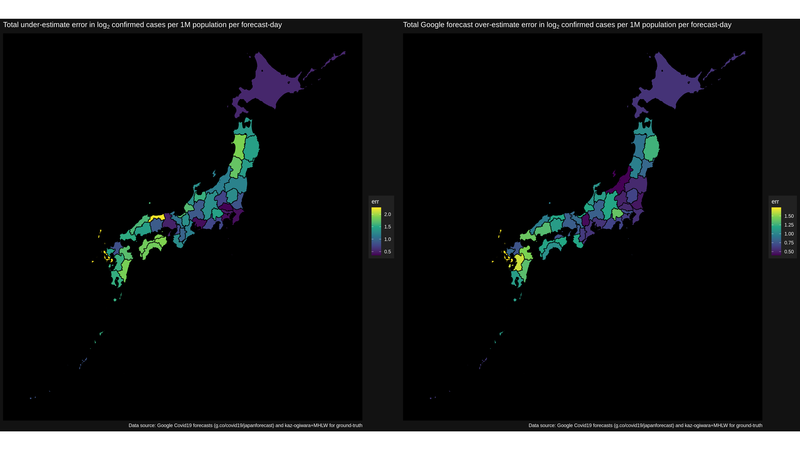 Total under-estimate error in log2 confirmed cases per 1M population per forecast-day
err
2.0
1.5
1.0
0.5
Data source: Google Covid19 forecasts (g.co/covid19/japanforecast) and kaz-ogiwara+MHLW for ground-truth
Total Google forecast over-estimate error in log2 confirmed cases per 1M population per forecast-day
err
1.50
1.25
1.00
0.75
0.50
Data source: Google Covid19 forecasts (g.co/covid19/japanforecast) and kaz-ogiwara+MHLW for ground-truth